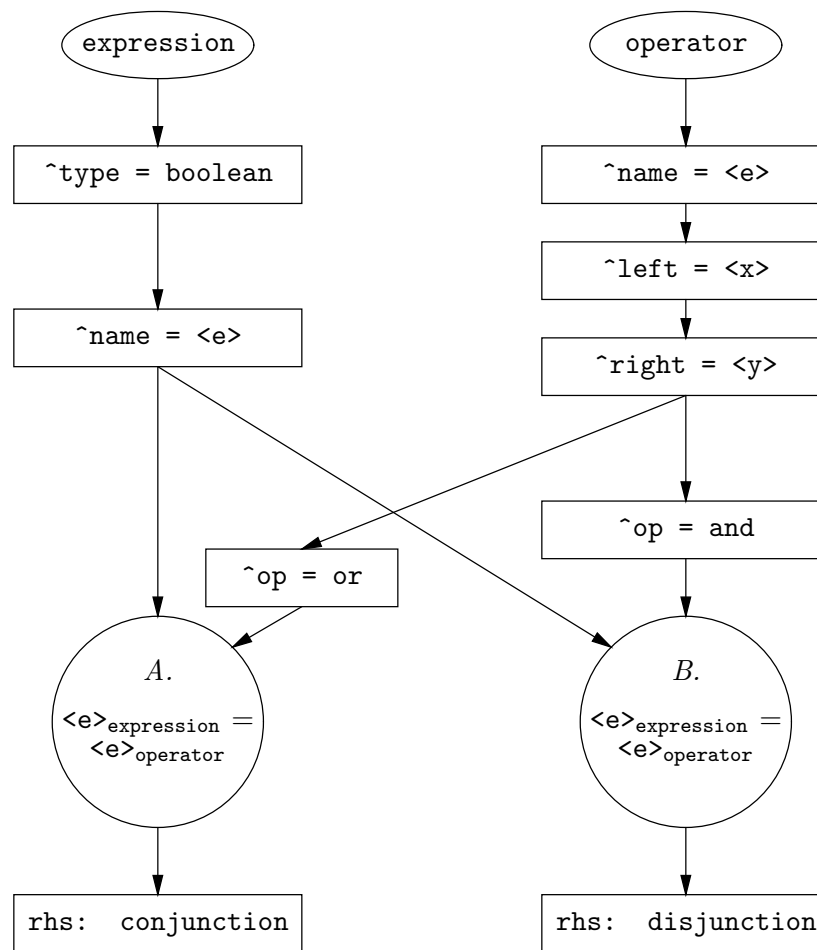 expression
operator
^type = boolean
^name = <e>
^left = <x>
^name = <e>
^right = <y>
^op = and
^op = or
A.
<e>expression =
<e>operator
B.
<e>expression =
<e>operator
rhs: conjunction
rhs: disjunction